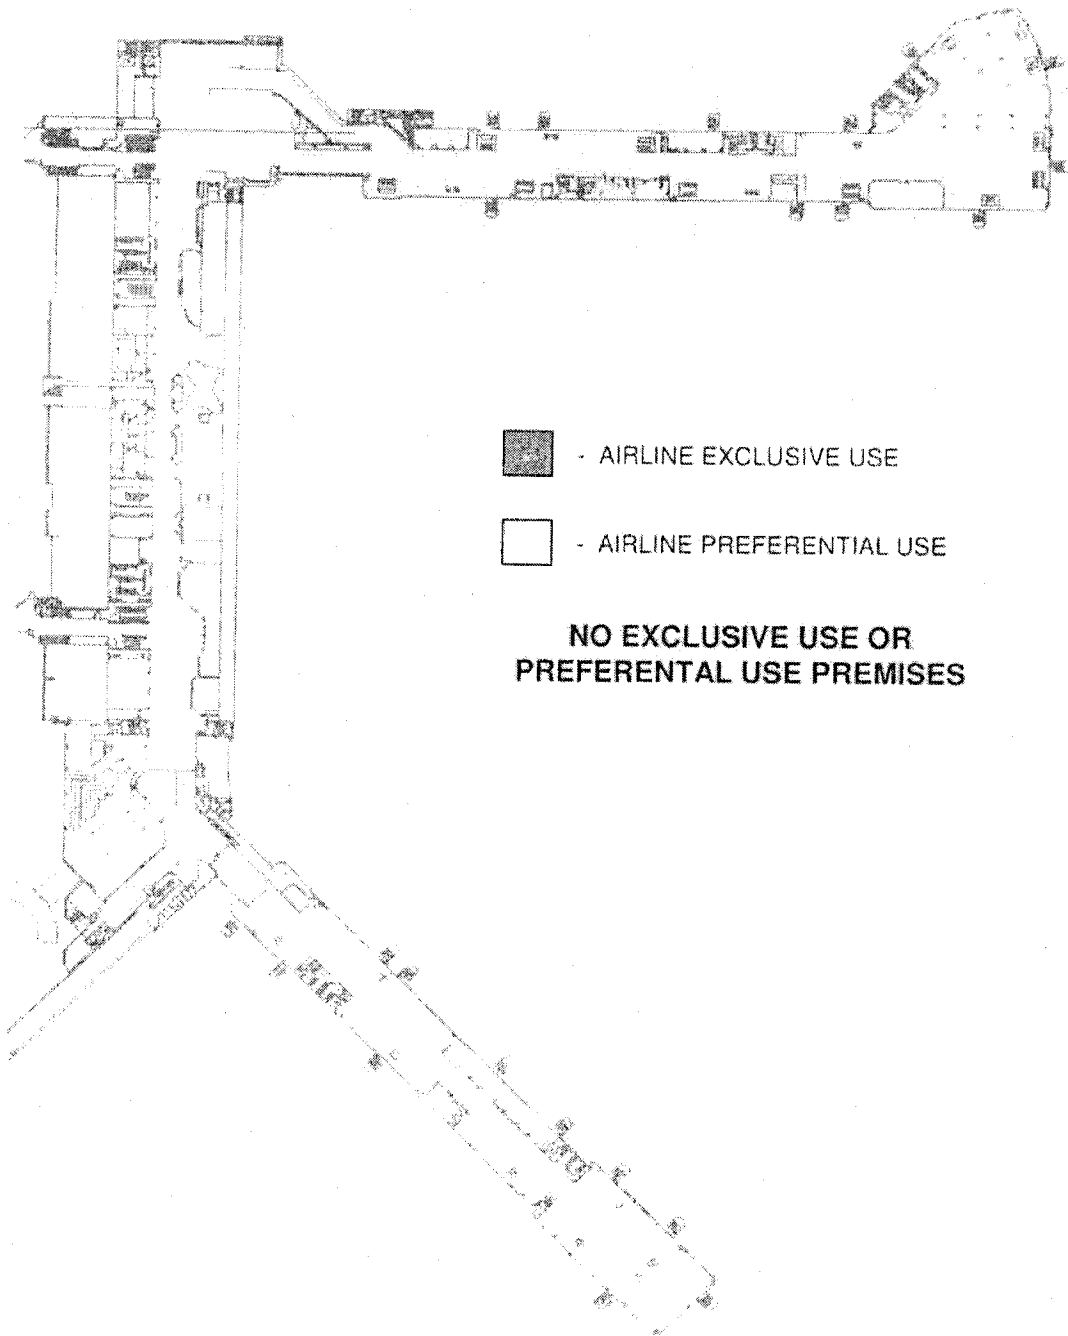 - AIRLINE EXCLUSIVE USE
- AIRLINE PREFERENTIAL USE
NO EXCLUSIVE USE OR
PREFERENTAL USE PREMISES